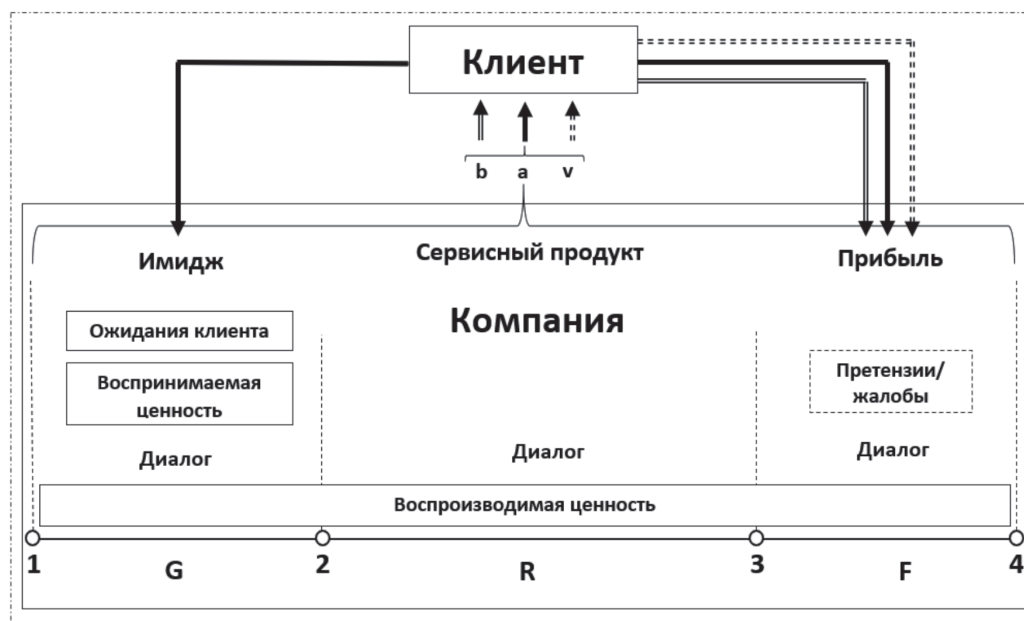 Клиент
b a v
Имидж
Сервисный продукт
Прибыль
Компания
Ожидания клиента
Воспринимаемая
ценность
Претензии/
жалобы
Диалог
Диалог
Диалог
Воспроизводимая ценность
1 G 2 R 3 F 4